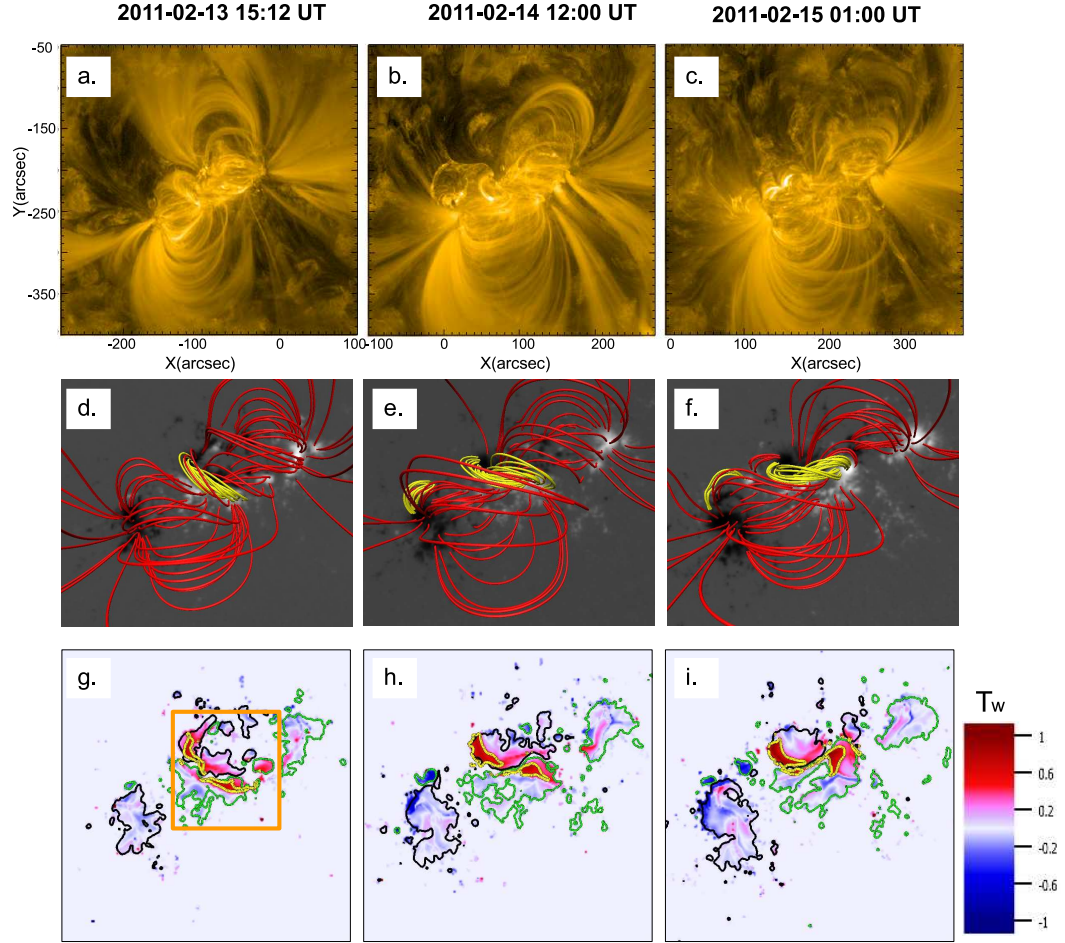 2011-02-13 15:12 UT 2011-02-14 12:00 UT 2011-02-15 01:00 UT
a. b. c.
-50
-150
-250
-350
Y(arcsec)
-200 -100 0 100 -100 0 100 200 0 100 200 300
X(arcsec) X(arcsec) X(arcsec)
d. e. f.
g. h. i.
Tw
1
0.6
0.2
-0.2
-0.6
-1